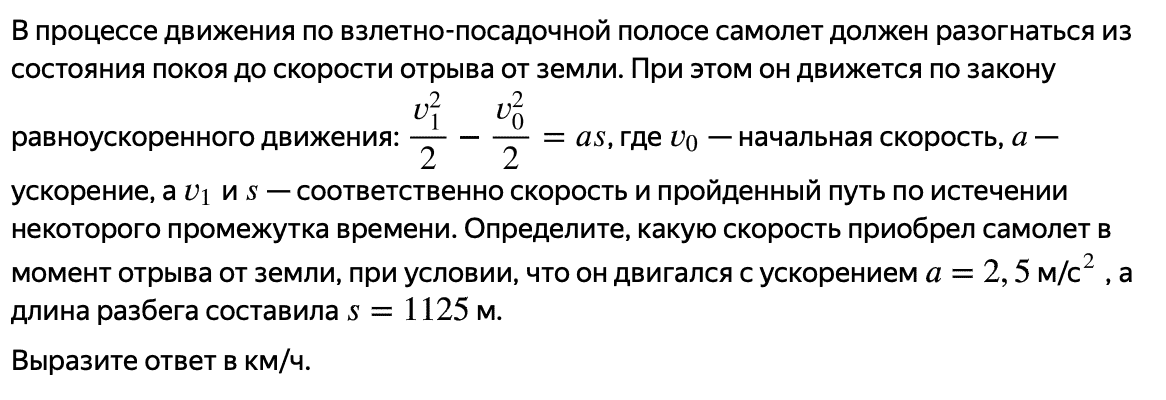 В процессе движения по взлетно-посадочной полосе самолет должен разогнаться из
состояния покоя до скорости отрыва от земли. При этом он движется по закону
равноускоренного движения: \frac{v_1^2}{2} − \frac{v_0^2}{2} = as, где v_0 — начальная скорость, a —
ускорение, а v_1 и s — соответственно скорость и пройденный путь по истечении
некоторого промежутка времени. Определите, какую скорость приобрел самолет в
момент отрыва от земли, при условии, что он двигался с ускорением a = 2, 5 м/с² , а
длина разбега составила s = 1125 м.
Выразите ответ в км/ч.